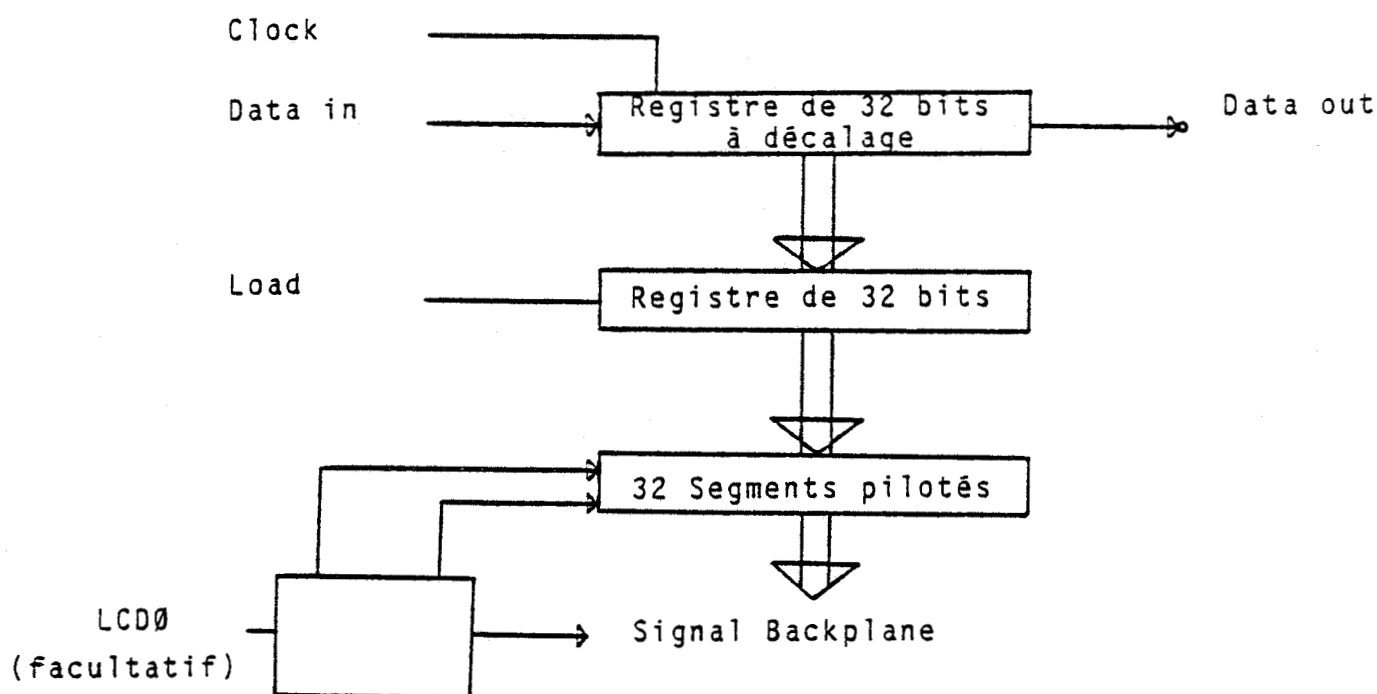 Clock
Data in
Registre de 32 bits
à décalage
Data out
Load
Registre de 32 bits
32 Segments pilotés
LCDØ
(facultatif)
Signal Backplane